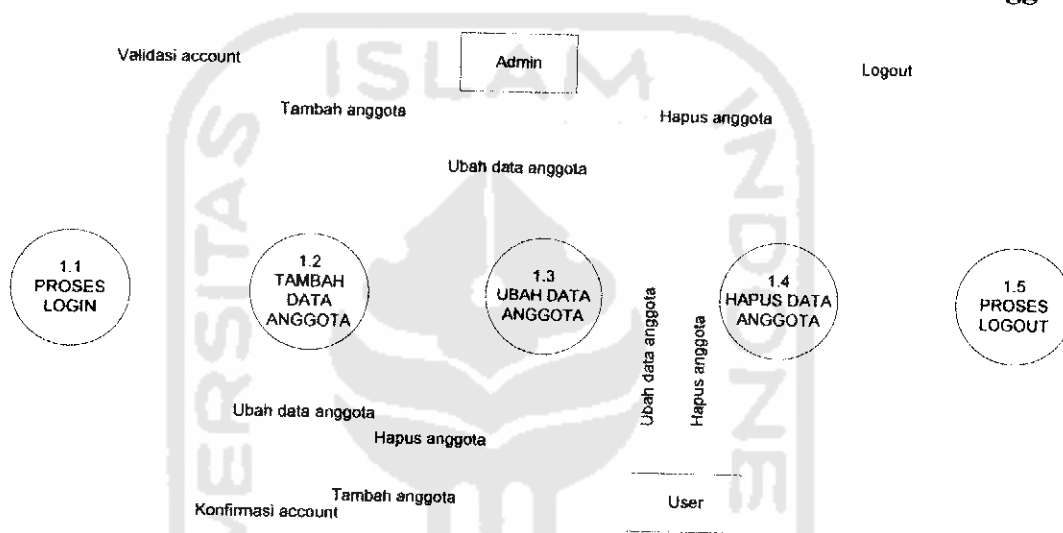 Validasi account
Admin
Logout
Tambah anggota
Hapus anggota
Ubah data anggota
1.1
PROSES
LOGIN
1.2
TAMBAH
DATA
ANGGOTA
1.3
UBAH DATA
ANGGOTA
1.4
HAPUS DATA
ANGGOTA
1.5
PROSES
LOGOUT
Ubah data anggota
Hapus anggota
Ubah data anggota
Hapus anggota
Tambah anggota
Konfirmasi account
User
ISLAM